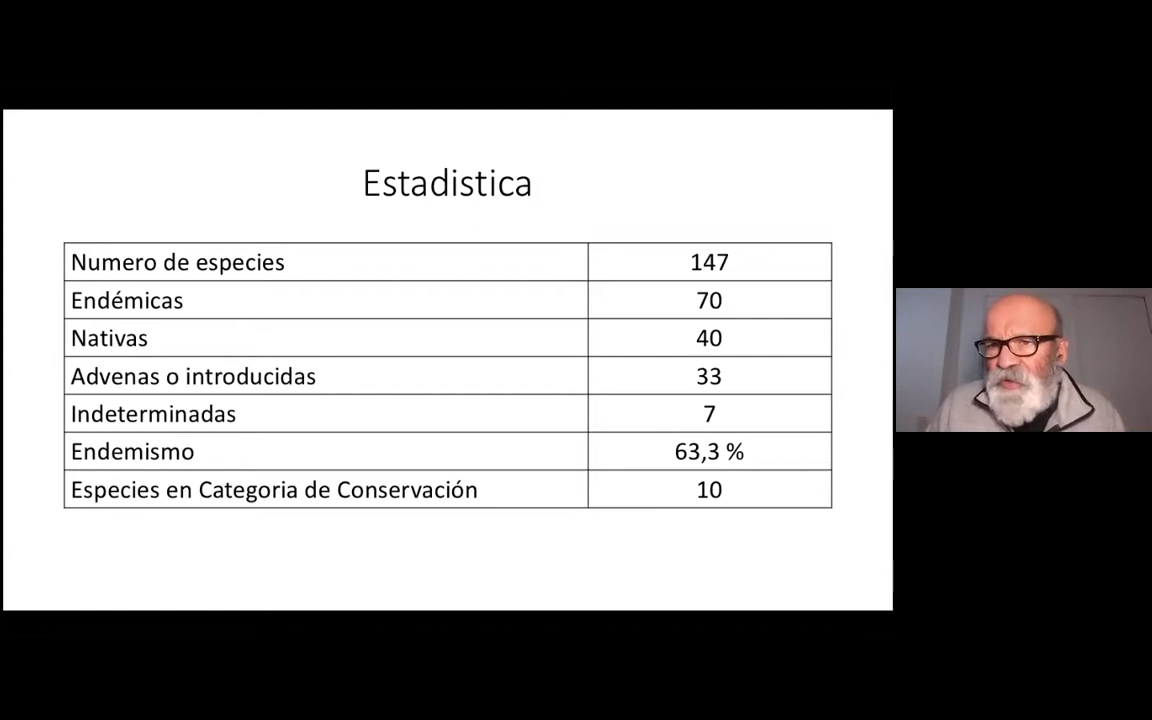 Estadistica
Numero de especies 147
Endémicas 70
Nativas 40
Advenas o introducidas 33
Indeterminadas 7
Endemismo 63,3 %
Especies en Categoria de Conservación 10